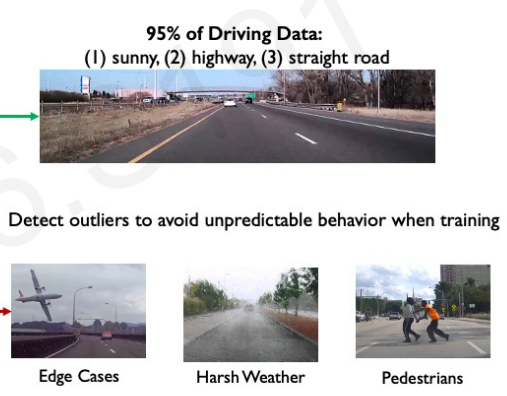 95% of Driving Data:
(1) sunny, (2) highway, (3) straight road
Detect outliers to avoid unpredictable behavior when training
Edge Cases
Harsh Weather
Pedestrians